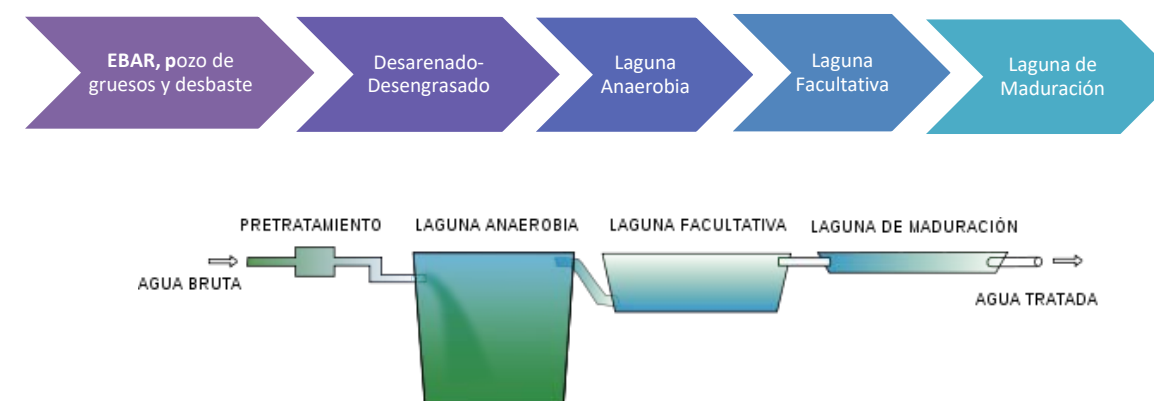 EBAR, pozo de
gruesos y desbaste
Desarenado-
Desengrasado
Laguna
Anaerobia
Laguna
Facultativa
Laguna de
Maduración
PRETRATAMIENTO
LAGUNA ANAEROBIA
LAGUNA FACULTATIVA
LAGUNA DE MADURACIÓN
AGUA BRUTA
AGUA TRATADA